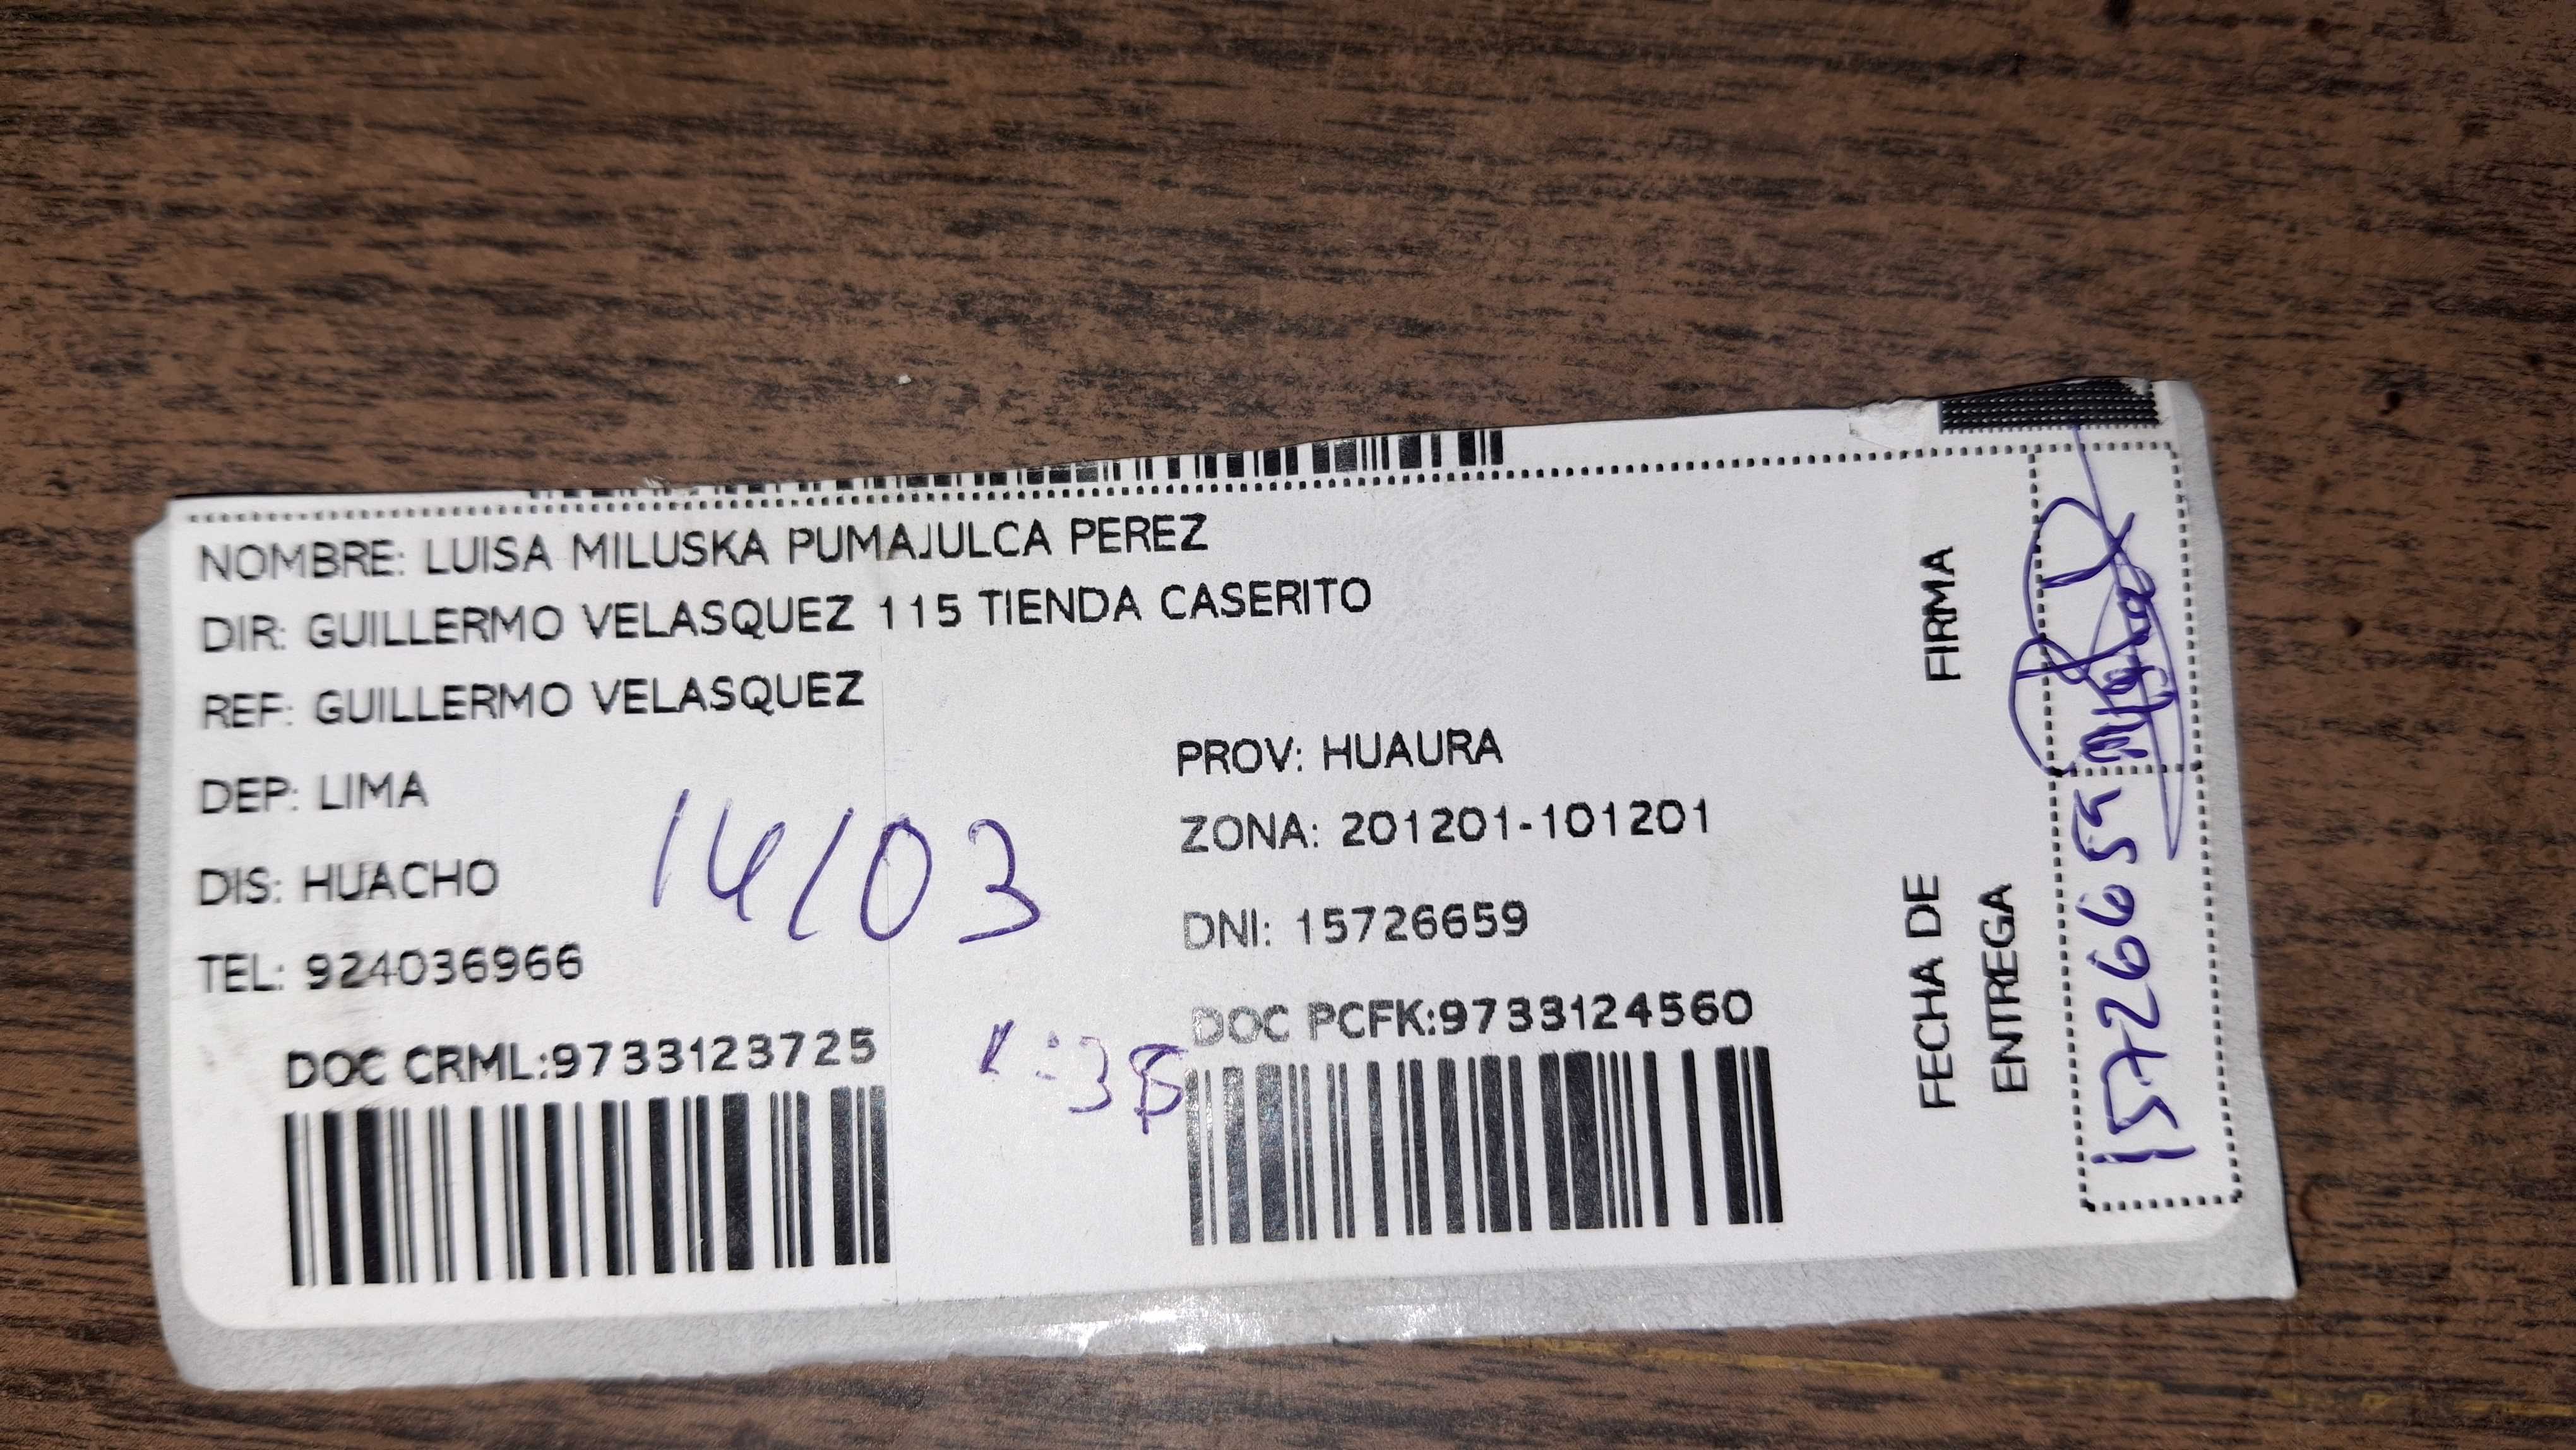 NOMBRE: LUISA MILUSKA PUMAJULCA PEREZ
DIR: GUILLERMO VELASQUEZ 115 TIENDA CASERITO
REF: GUILLERMO VELASQUEZ
DEP: LIMA
PROV: HUAURA
14/03
ZONA: 201201-101201
DIS: HUACHO
DNI: 15726659
TEL: 924036966
DOC CRML:9733123725
DOC PCFK:9733124560
FIRMA
FECHA DE
ENTREGA
15726659